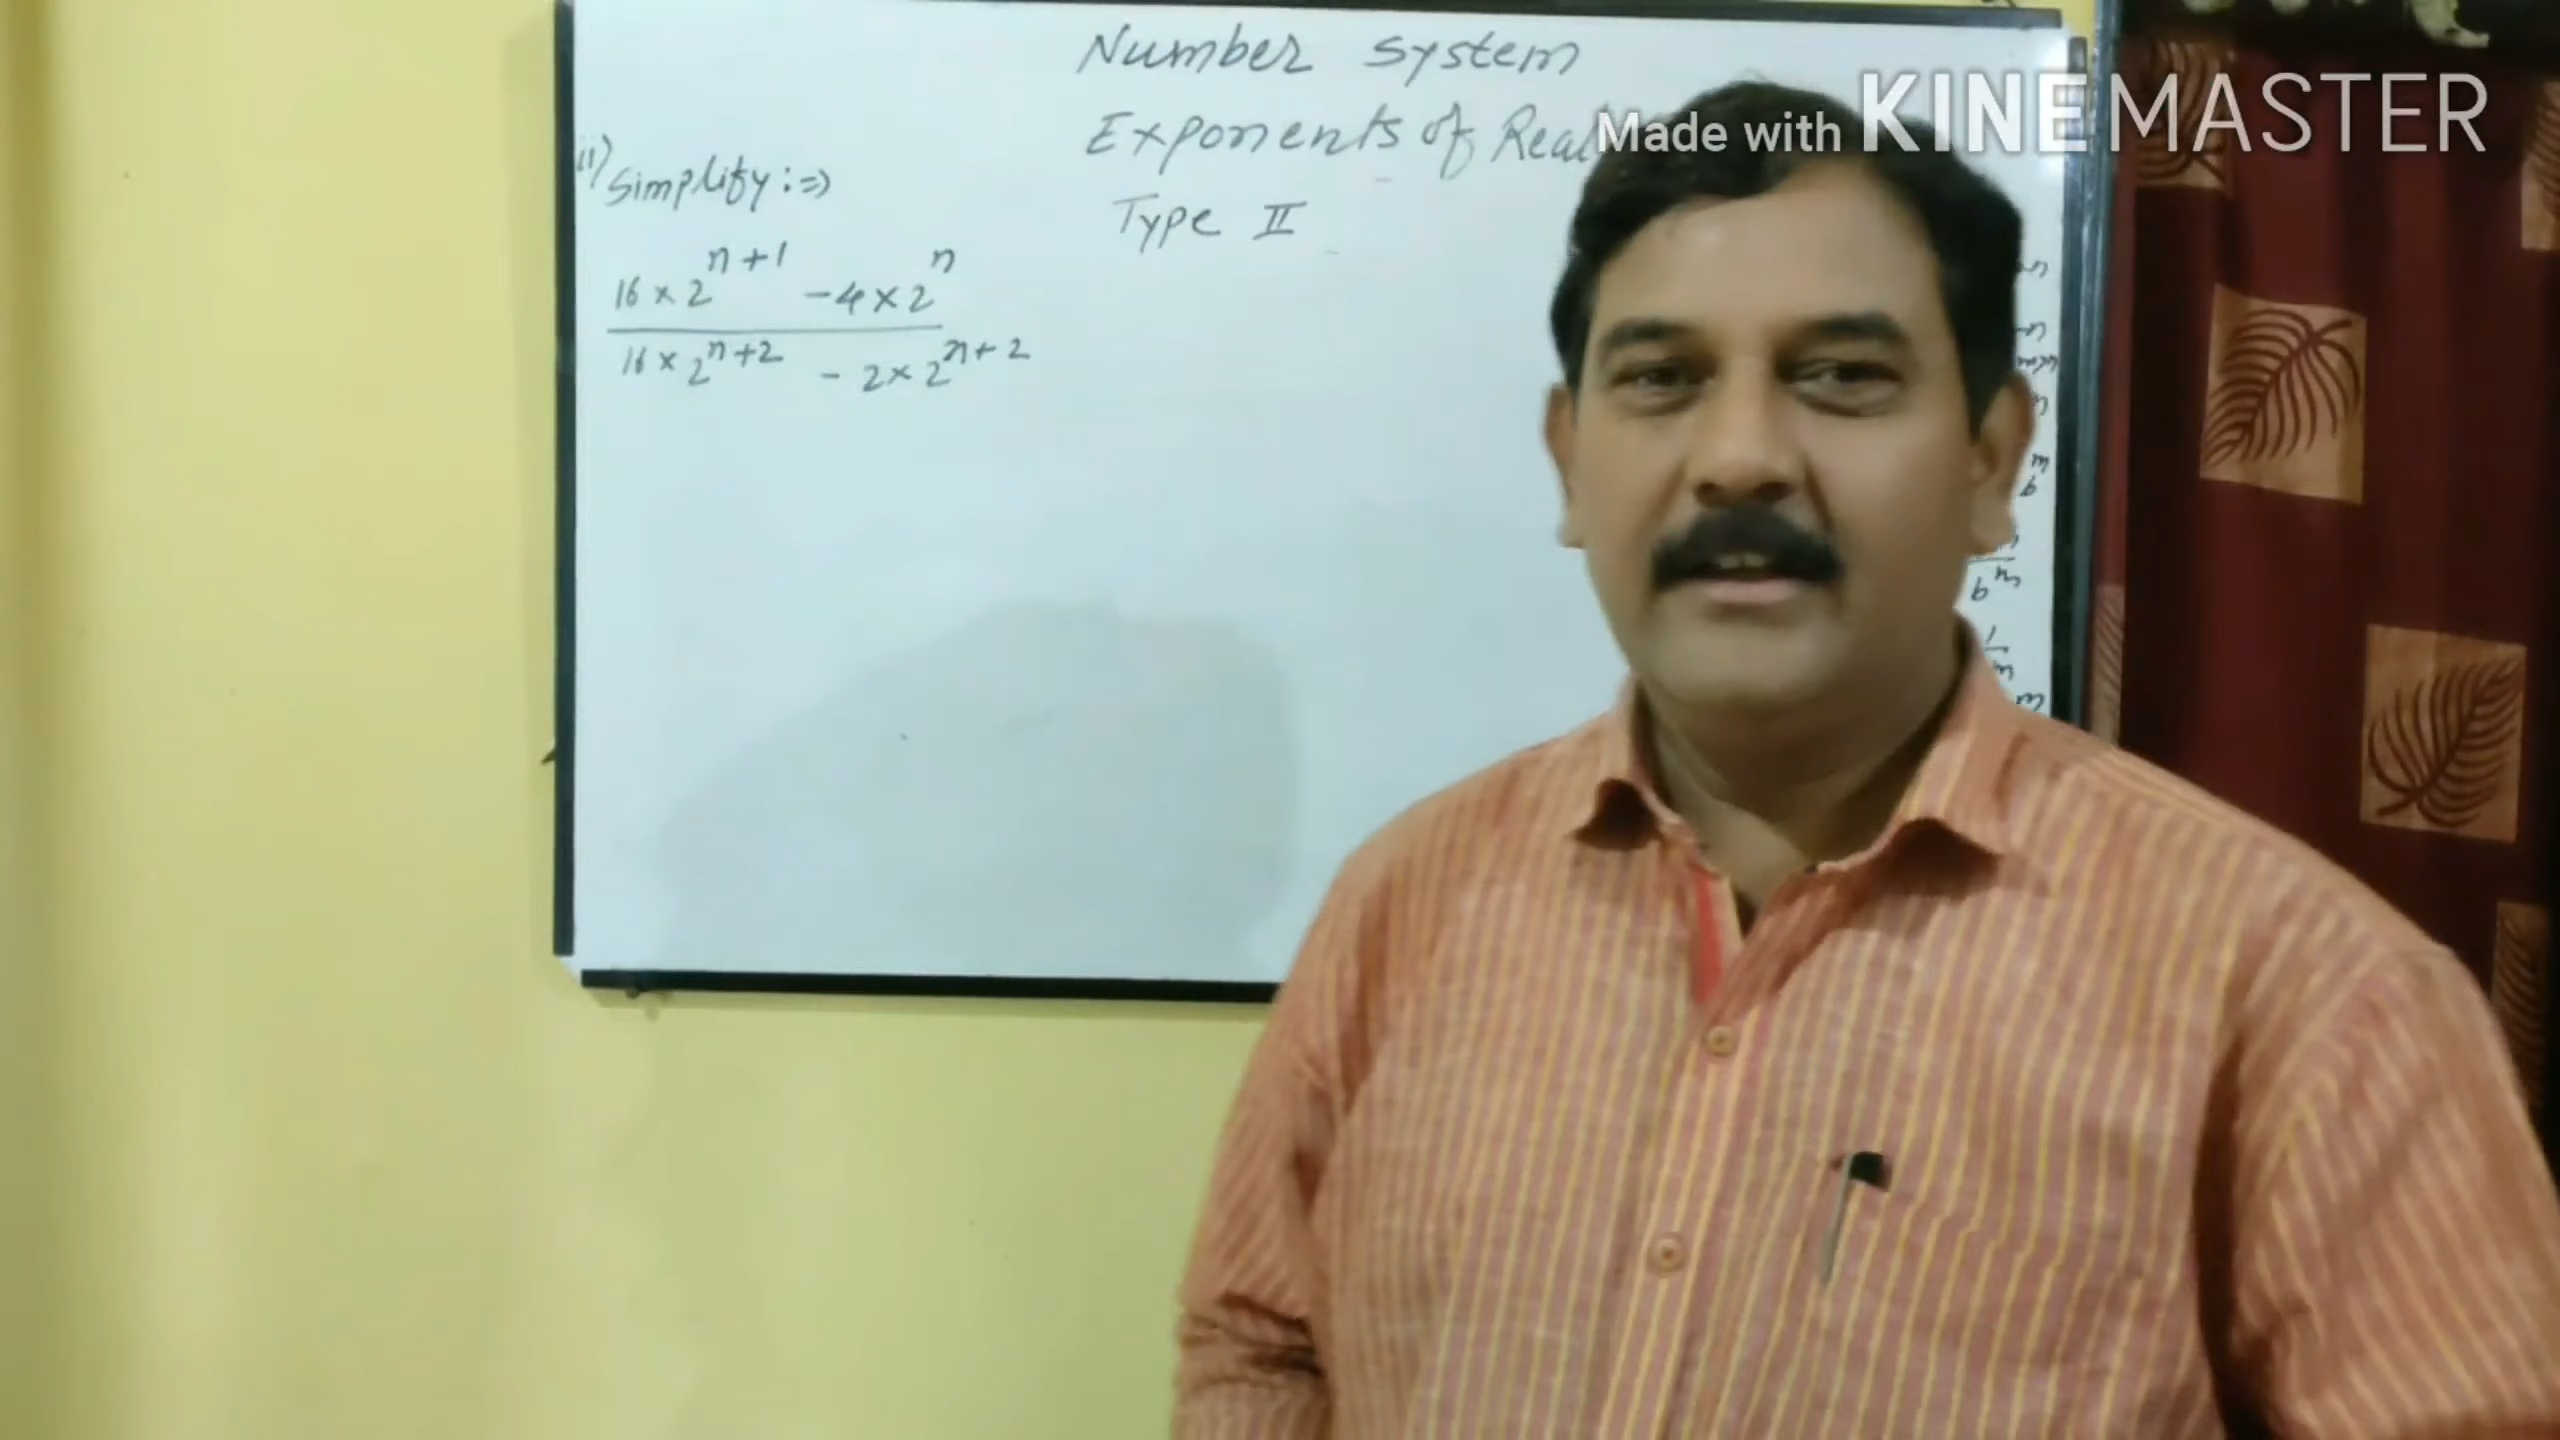 Number System
Made with KINEMASTER
Exponents of Real
ii) Simplify :⇒
Type II
16 × 2^{n+1} - 4 × 2^n
16 × 2^{n+2} - 2 × 2^{n+2}